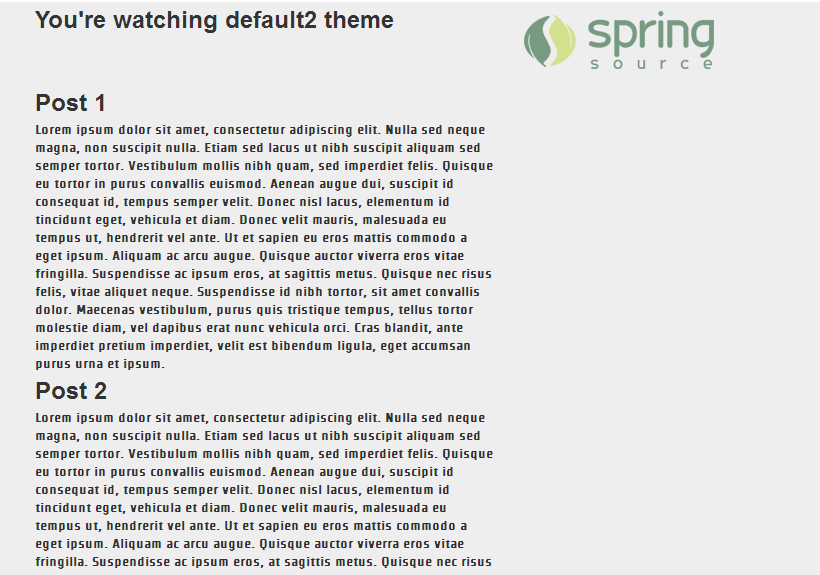 You're watching default2 theme
spring
source
Post 1
Lorem ipsum dolor sit amet, consectetur adipiscing elit. Nulla sed neque
magna, non suscipit nulla. Etiam sed lacus ut nibh suscipit aliquam sed
semper tortor. Vestibulum mollis nibh quam, sed imperdiet felis. Quisque
eu tortor in purus convallis euismod. Aenean augue dui, suscipit id
consequat id, tempus semper velit. Donec nisl lacus, elementum id
tincidunt eget, vehicula et diam. Donec velit mauris, malesuada eu
tempus ut, hendrerit vel ante. Ut et sapien eu eros mattis commodo a
eget ipsum. Aliquam ac arcu augue. Quisque auctor viverra eros vitae
fringilla. Suspendisse ac ipsum eros, at sagittis metus. Quisque nec risus
felis, vitae aliquet neque. Suspendisse id nibh tortor, sit amet convallis
dolor. Maecenas vestibulum, purus quis tristique tempus, tellus tortor
molestie diam, vel dapibus erat nunc vehicula orci. Cras blandit, ante
imperdiet pretium imperdiet, velit est bibendum ligula, eget accumsan
purus urna et ipsum.
Post 2
Lorem ipsum dolor sit amet, consectetur adipiscing elit. Nulla sed neque
magna, non suscipit nulla. Etiam sed lacus ut nibh suscipit aliquam sed
semper tortor. Vestibulum mollis nibh quam, sed imperdiet felis. Quisque
eu tortor in purus convallis euismod. Aenean augue dui, suscipit id
consequat id, tempus semper velit. Donec nisl lacus, elementum id
tincidunt eget, vehicula et diam. Donec velit mauris, malesuada eu
tempus ut, hendrerit vel ante. Ut et sapien eu eros mattis commodo a
eget ipsum. Aliquam ac arcu augue. Quisque auctor viverra eros vitae
fringilla. Suspendisse ac ipsum eros, at sagittis metus. Quisque nec risus